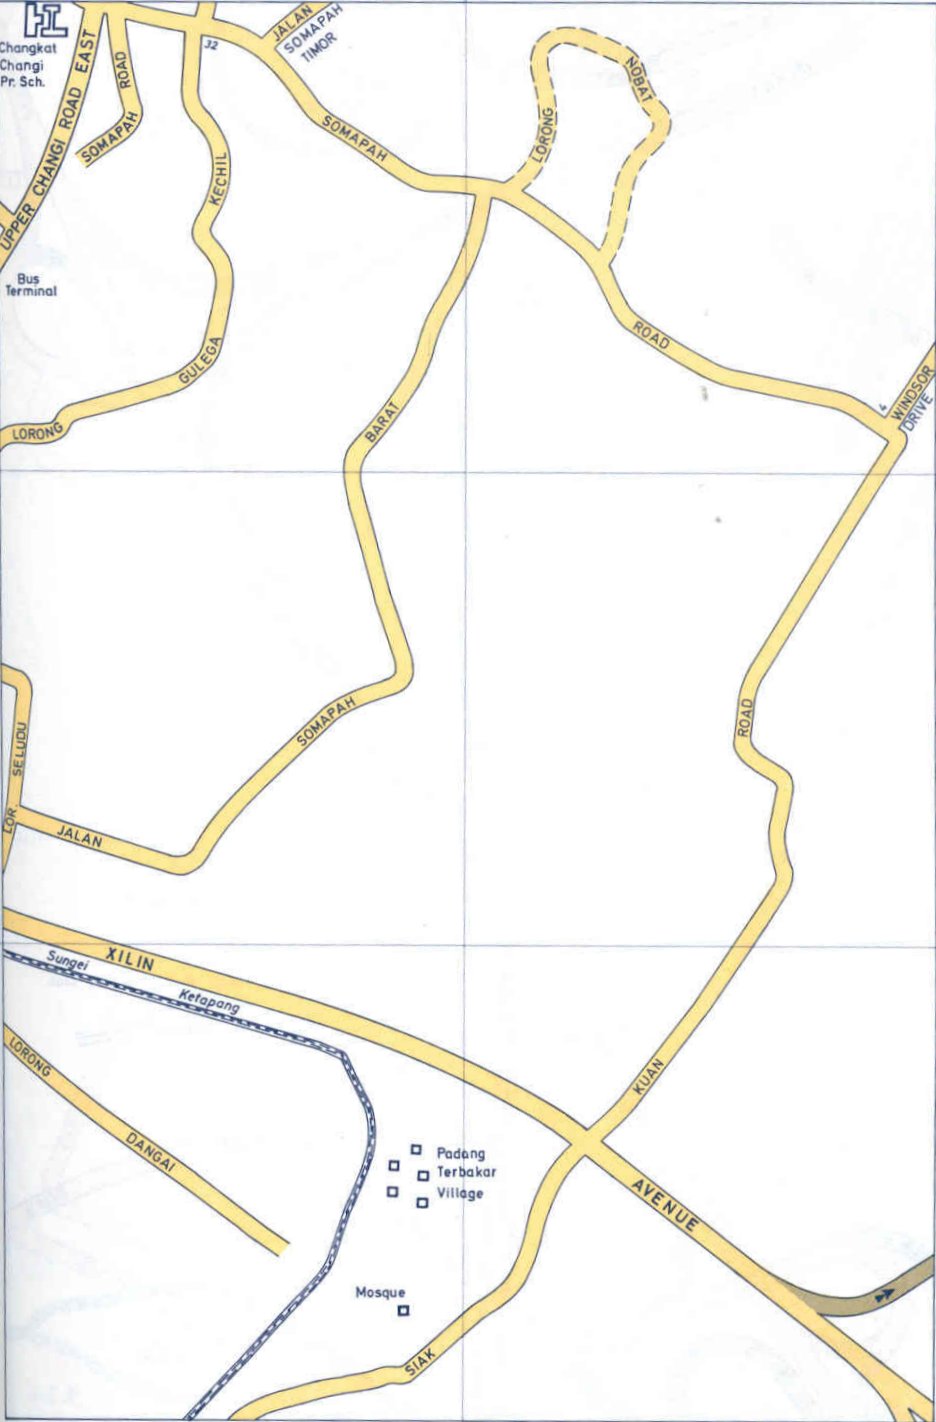 Changkat
Changi
Pr. Sch.
UPPER CHANGI ROAD EAST
SOMAPAH ROAD
32
JALAN
SOMAPAH
TIMOR
LORONG NOBAT
KECHIL
SOMAPAH
Bus
Terminal
ROAD
GULEGA
4
WINDSOR
DRIVE
BARAT
LORONG
SOMAPAH
ROAD
LOR. SELUDU
JALAN
XILIN
Sungei
Ketapang
LORONG
KUAN
DANGAI
Padang
Terbakar
Village
AVENUE
Mosque
SIAK